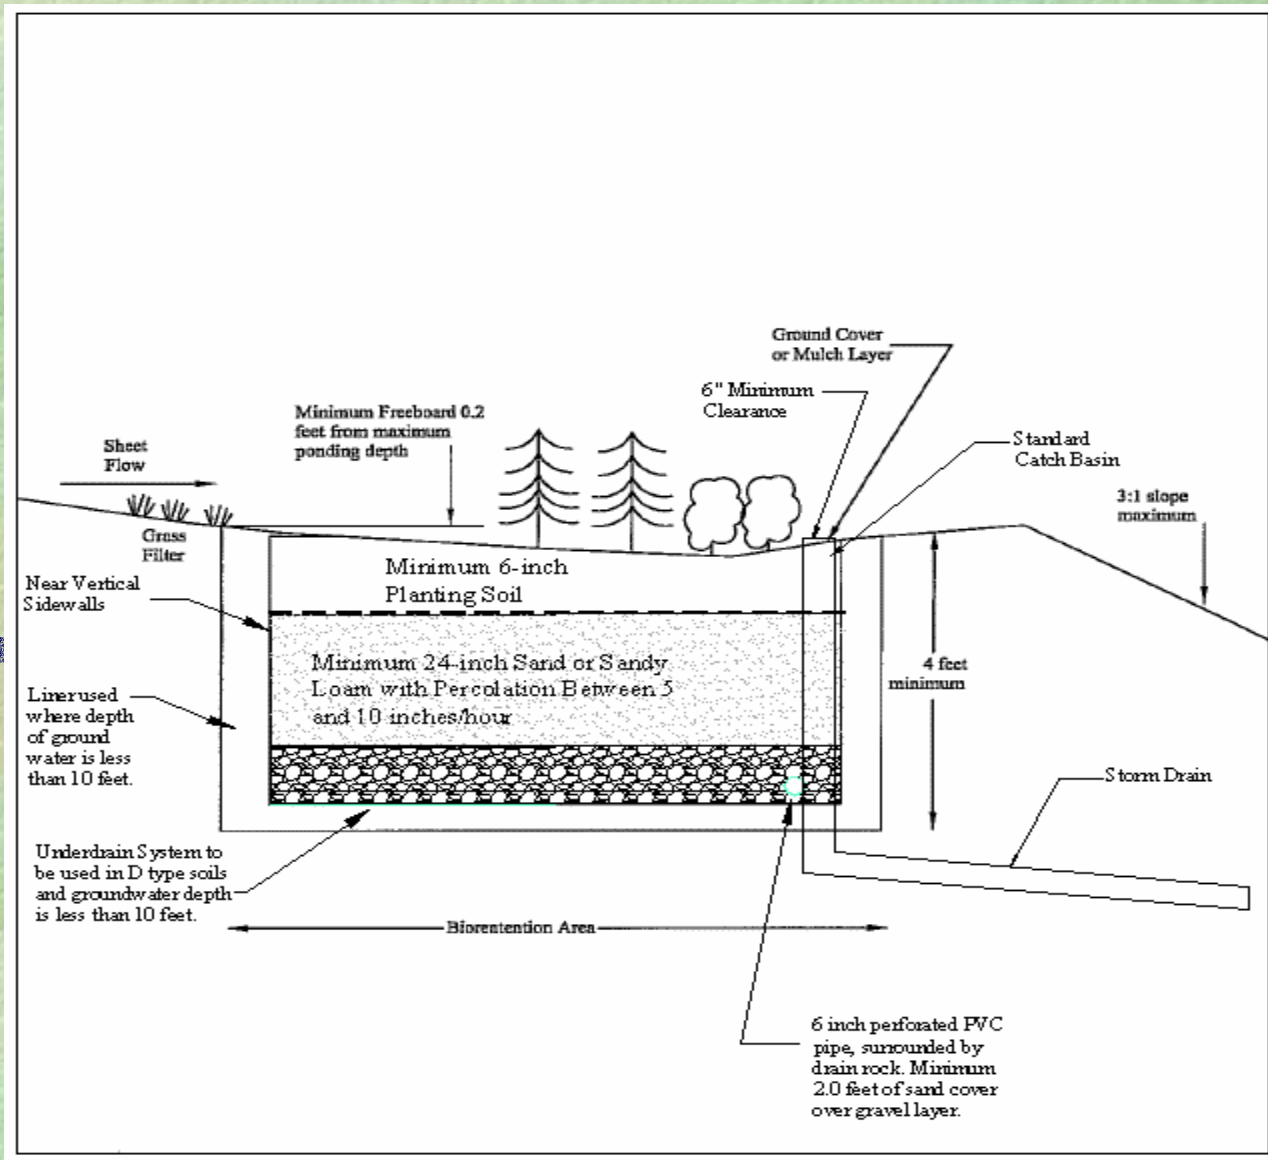 Ground Cover
or Mulch Layer
6" Minimum
Clearance
Minimum Freeboard 0.2
feet from maximum
ponding depth
Standard
Catch Basin
Sheet
Flow
3:1 slope
maximum
Grass
Filter
Minimum 6-inch
Planting Soil
Near Vertical
Sidewalls
Minimum 24-inch Sand or Sandy
Loam with Percolation Between 5
and 10 inches/hour
4 feet
minimum
Liner used
where depth
of ground
water is less
than 10 feet.
Storm Drain
Underdrain System to
be used in D type soils
and groundwater depth
is less than 10 feet.
Biorentention Area
6 inch perforated PVC
pipe, surrounded by
drain rock. Minimum
2.0 feet of sand cover
over gravel layer.